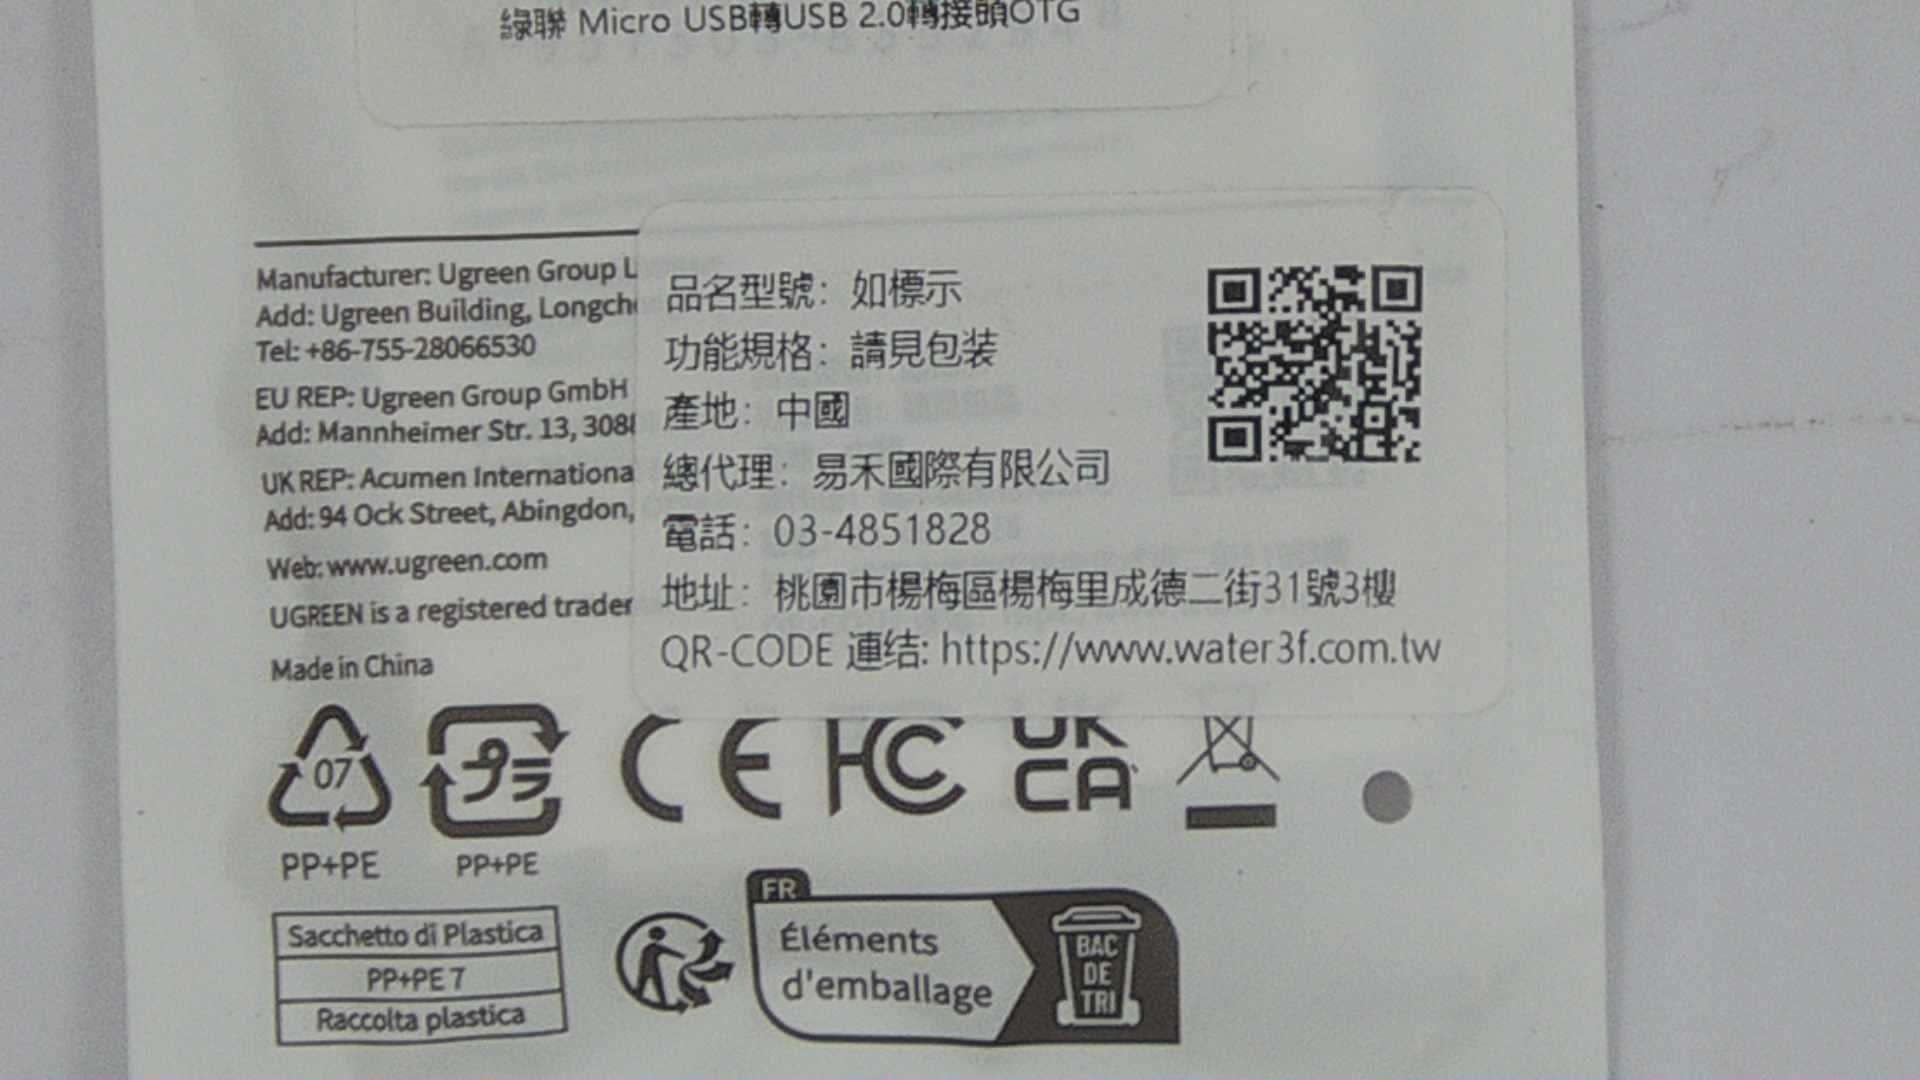 綠聯 Micro USB轉USB 2.0轉接頭OTG
Manufacturer: Ugreen Group L
Add: Ugreen Building, Longch
Tel: +86-755-28066530
EU REP: Ugreen Group GmbH
Add: Mannheimer Str. 13, 308
UK REP: Acumen Internationa
Add: 94 Ock Street, Abingdon,
Web: www.ugreen.com
UGREEN is a registered trader
Made in China
品名型號: 如標示
功能規格: 請見包裝
產地: 中國
總代理: 易禾國際有限公司
電話: 03-4851828
地址: 桃園市楊梅區楊梅里成德二街31號3樓
QR-CODE 連结: https://www.water3f.com.tw
07
PP+PE
プラ
PP+PE
CE
FC
UK
CA
Sacchetto di Plastica
PP+PE 7
Raccolta plastica
FR
Éléments
d'emballage
BAC
DE
TRI